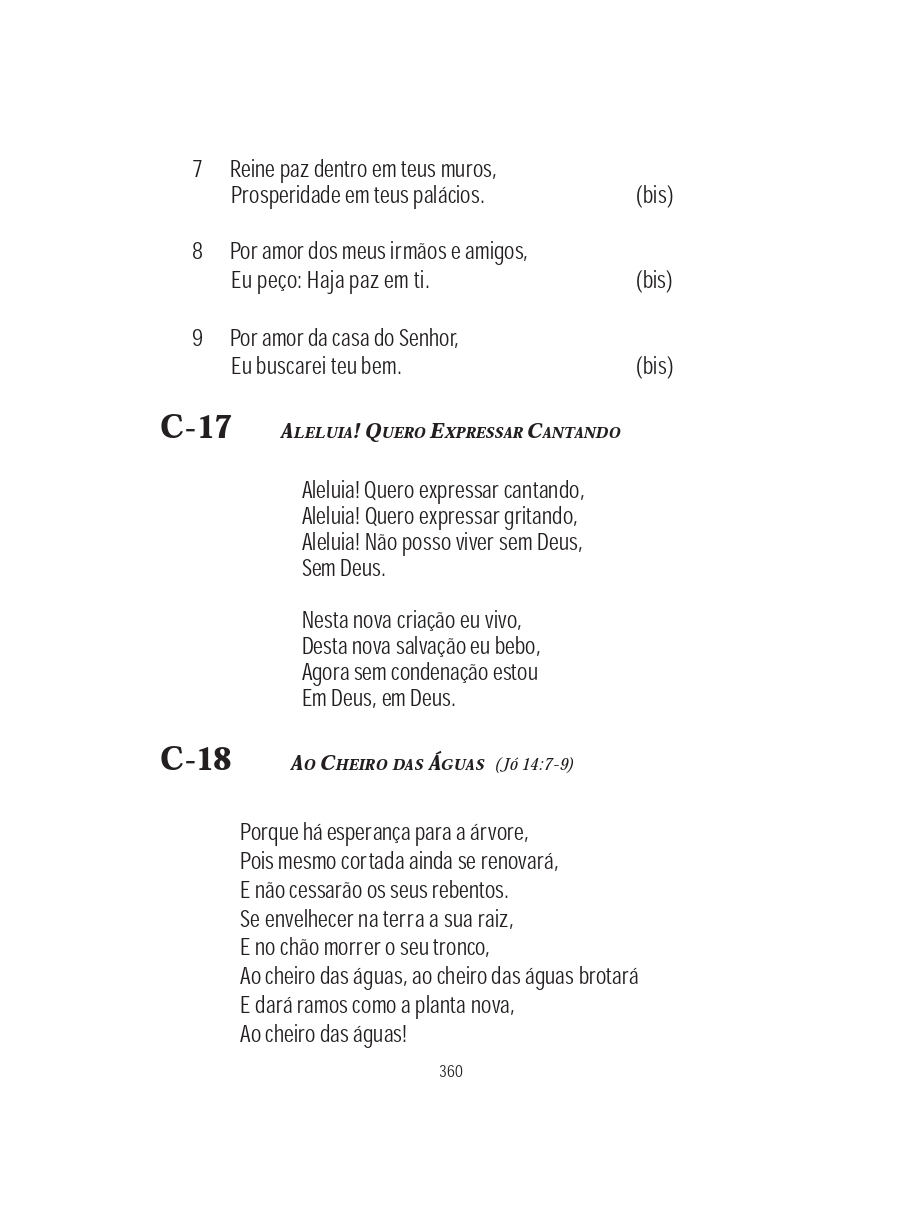 7 Reine paz dentro em teus muros,
Prosperidade em teus palácios. (bis)
8 Por amor dos meus irmãos e amigos,
Eu peço: Haja paz em ti. (bis)
9 Por amor da casa do Senhor,
Eu buscarei teu bem. (bis)
C-17 Aleluia! Quero Expressar Cantando
Aleluia! Quero expressar cantando,
Aleluia! Quero expressar gritando,
Aleluia! Não posso viver sem Deus,
Sem Deus.
Nesta nova criação eu vivo,
Desta nova salvação eu bebo,
Agora sem condenação estou
Em Deus, em Deus.
C-18 Ao Cheiro das Águas (Jó 14:7-9)
Porque há esperança para a árvore,
Pois mesmo cortada ainda se renovará,
E não cessarão os seus rebentos.
Se envelhecer na terra a sua raiz,
E no chão morrer o seu tronco,
Ao cheiro das águas, ao cheiro das águas brotará
E dará ramos como a planta nova,
Ao cheiro das águas!
360